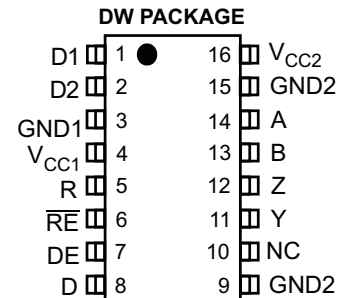 DW PACKAGE
D1 1 16 VCC2
D2 2 15 GND2
GND1 3 14 A
VCC1 4 13 B
R 5 12 Z
R̅E̅ 6 11 Y
DE 7 10 NC
D 8 9 GND2